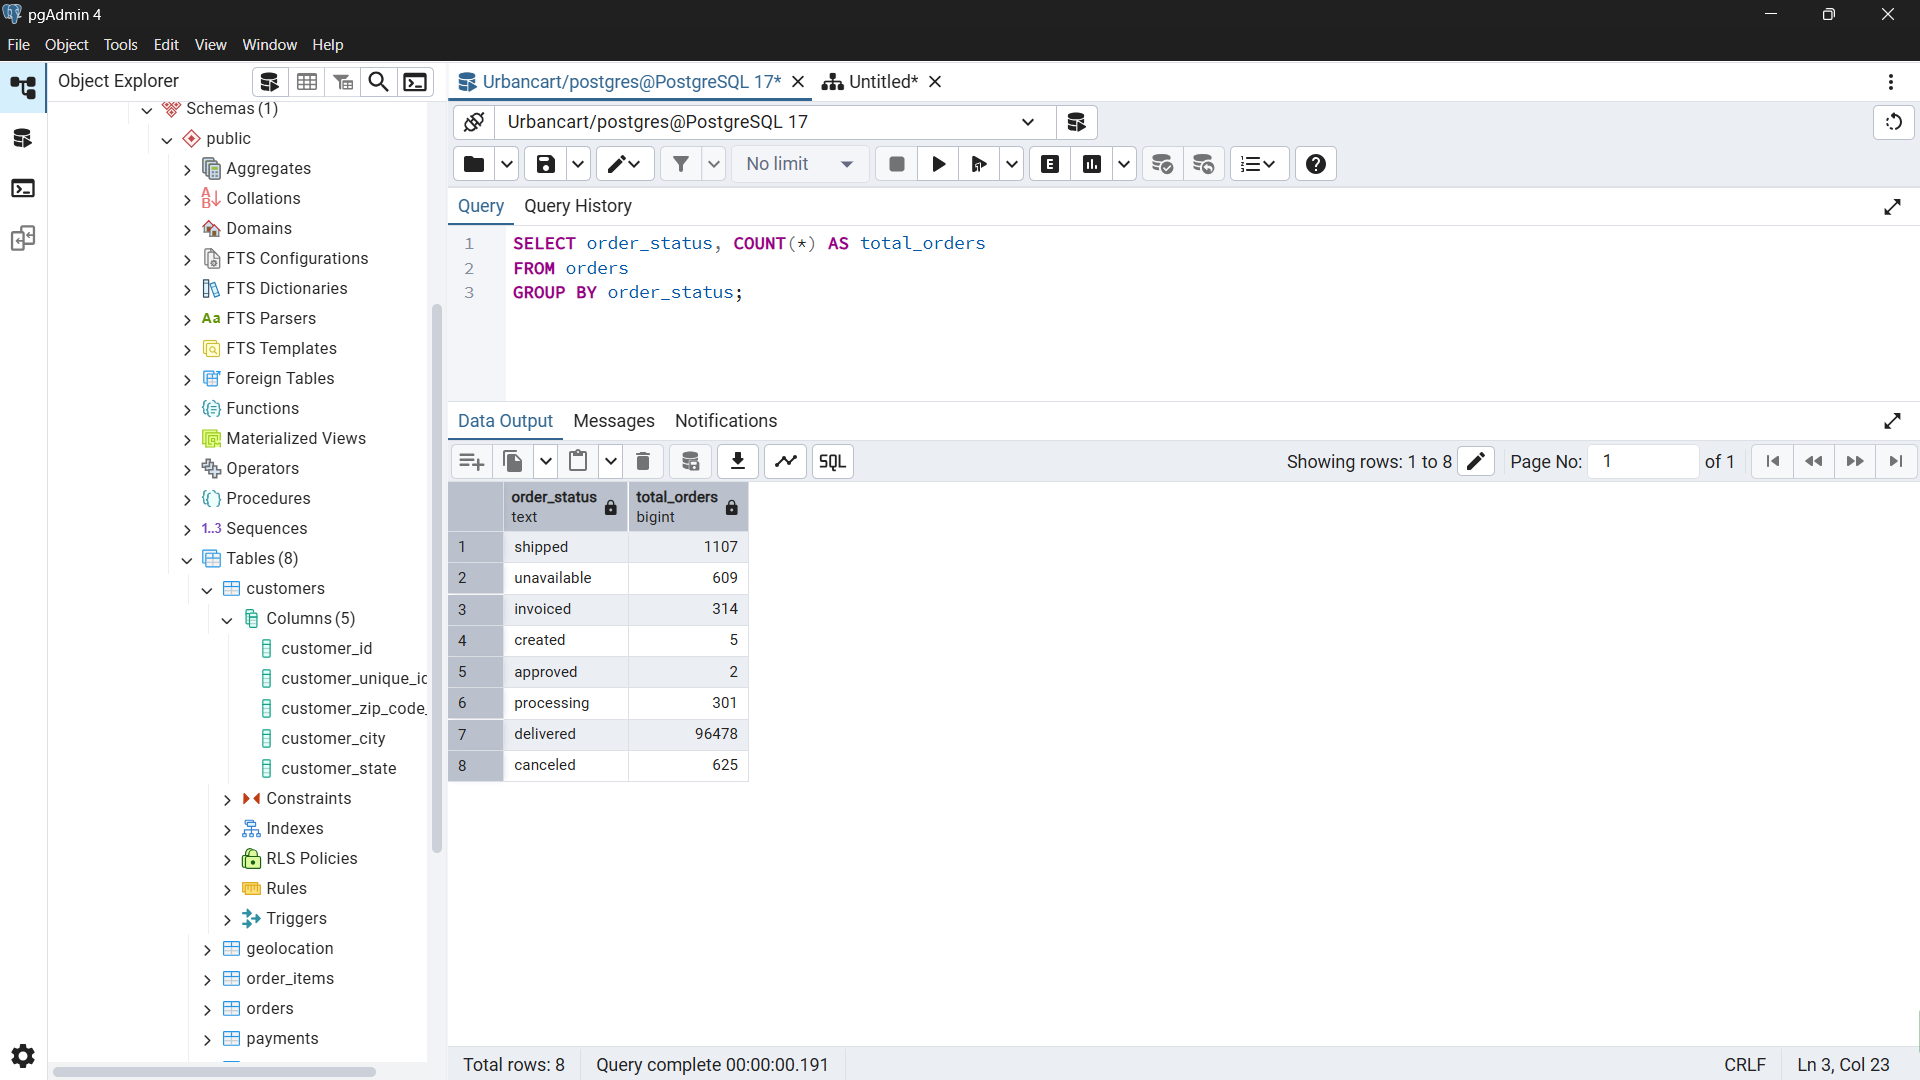 pgAdmin 4
File Object Tools Edit View Window Help
Object Explorer
Urbancart/postgres@PostgreSQL 17*
Untitled*
Schemas (1)
public
Aggregates
Collations
Domains
FTS Configurations
FTS Dictionaries
Aa FTS Parsers
FTS Templates
Foreign Tables
Functions
Materialized Views
Operators
Procedures
1..3 Sequences
Tables (8)
customers
Columns (5)
customer_id
customer_unique_ic
customer_zip_code_
customer_city
customer_state
Constraints
Indexes
RLS Policies
Rules
Triggers
geolocation
order_items
orders
payments
Urbancart/postgres@PostgreSQL 17
No limit
E
Query Query History
1 SELECT order_status, COUNT(*) AS total_orders
2 FROM orders
3 GROUP BY order_status;
Data Output Messages Notifications
SQL
Showing rows: 1 to 8
Page No: 1 of 1
order_status text
total_orders bigint
1 shipped 1107
2 unavailable 609
3 invoiced 314
4 created 5
5 approved 2
6 processing 301
7 delivered 96478
8 canceled 625
Total rows: 8 Query complete 00:00:00.191 CRLF Ln 3, Col 23